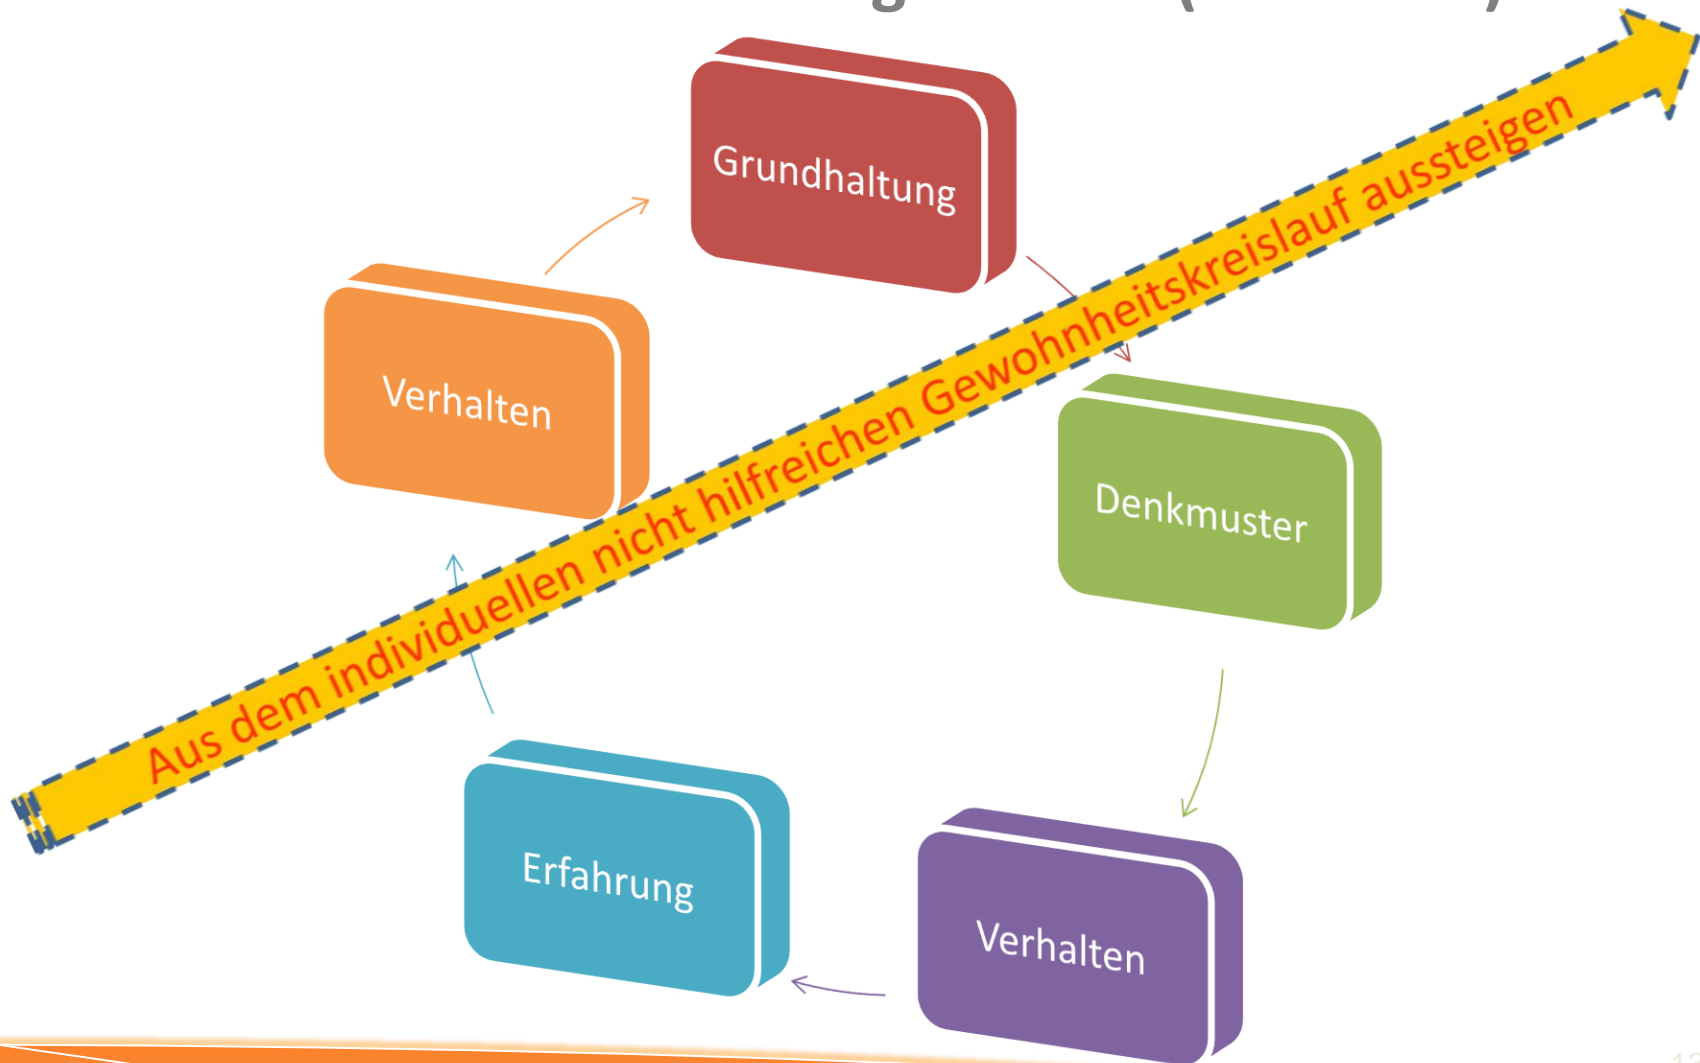 Grundhaltung
Verhalten
Aus dem individuellen nicht hilfreichen Gewohnheitskreislauf aussteigen
Denkmuster
Erfahrung
Verhalten